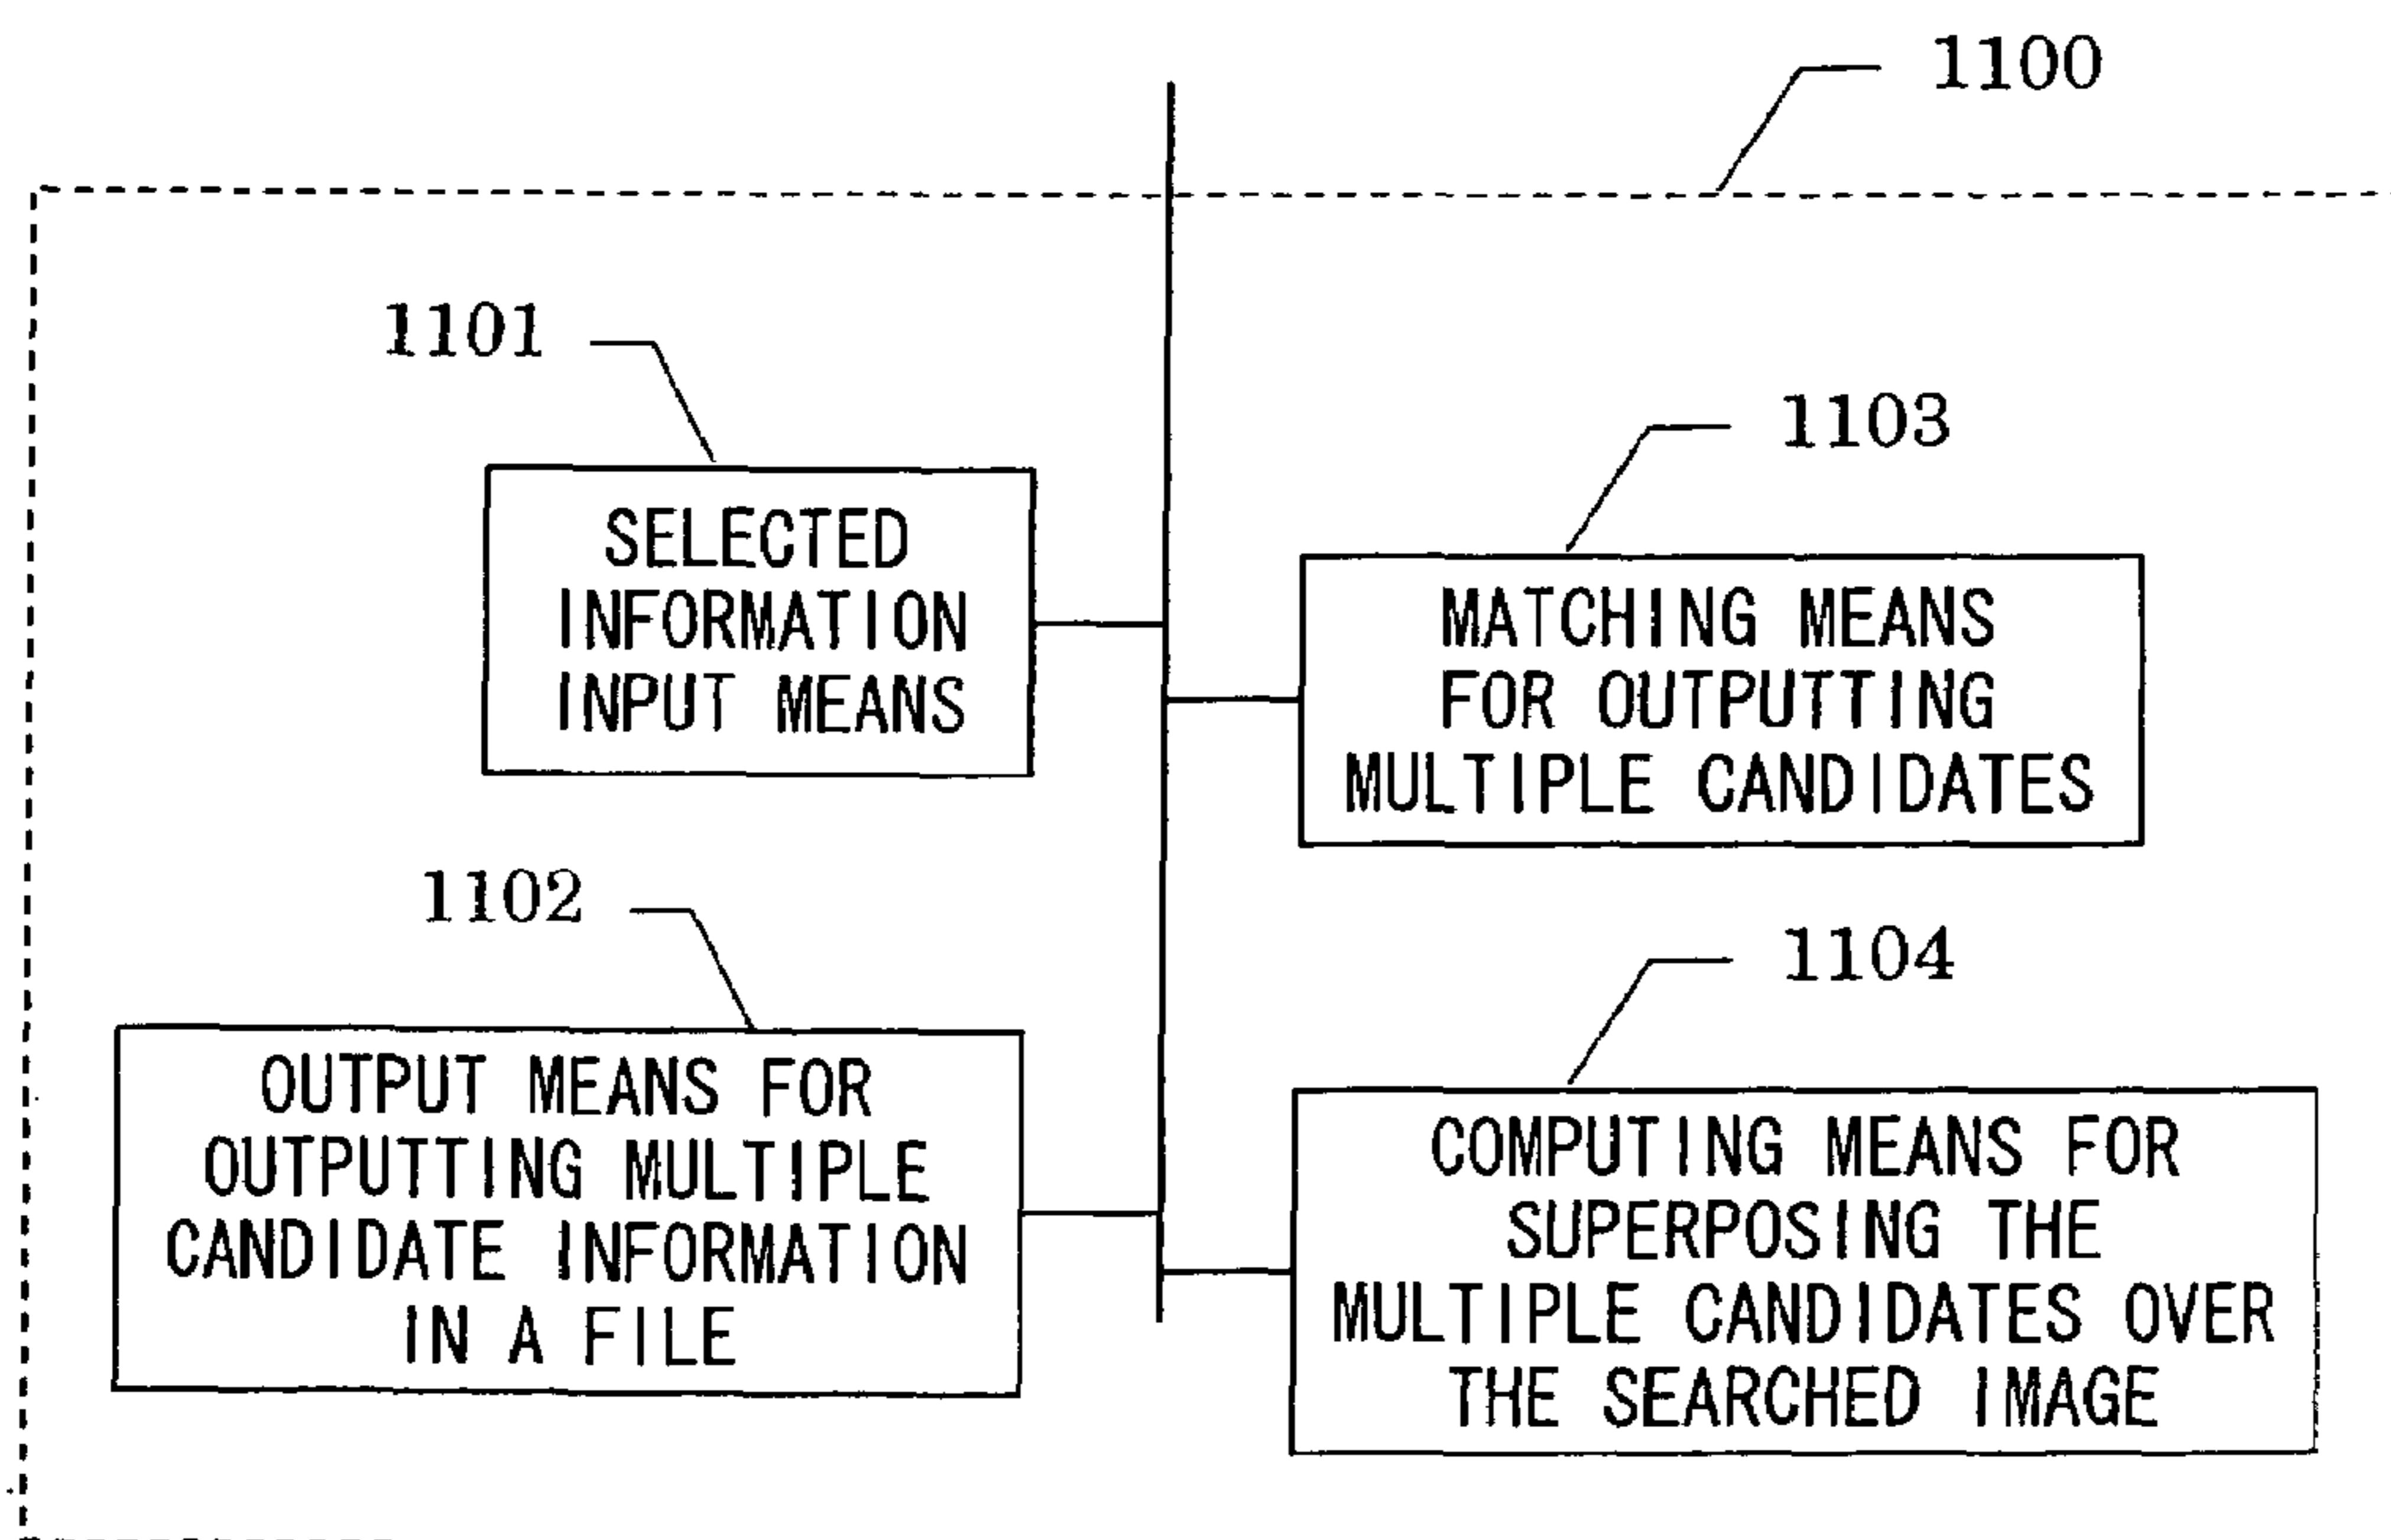 1100
1101
SELECTED
INFORMATION
INPUT MEANS
1103
MATCHING MEANS
FOR OUTPUTTING
MULTIPLE CANDIDATES
1102
OUTPUT MEANS FOR
OUTPUTTING MULTIPLE
CANDIDATE INFORMATION
IN A FILE
1104
COMPUTING MEANS FOR
SUPERPOSING THE
MULTIPLE CANDIDATES OVER
THE SEARCHED IMAGE